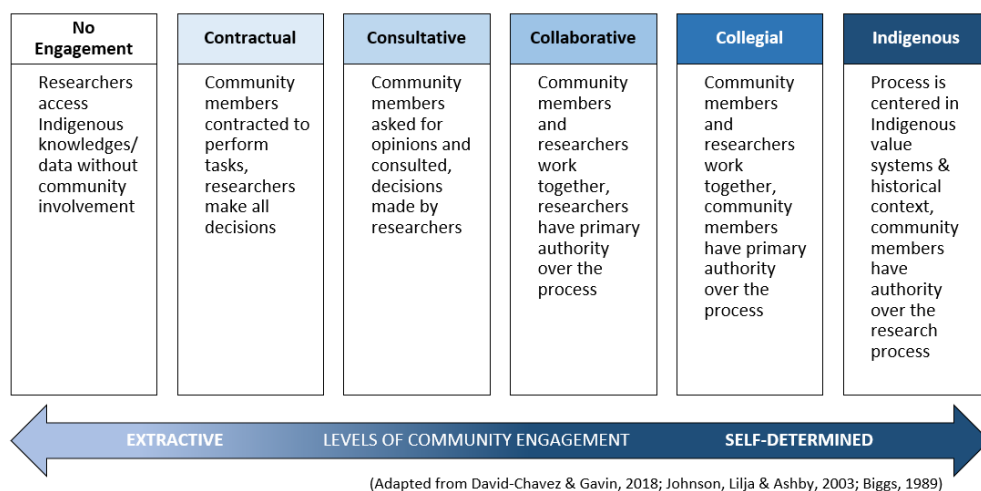 No
Engagement
Researchers
access
Indigenous
knowledges/
data without
community
involvement
Contractual
Community
members
contracted to
perform
tasks,
researchers
make all
decisions
Consultative
Community
members
asked for
opinions and
consulted,
decisions
made by
researchers
Collaborative
Community
members
and
researchers
work
together,
researchers
have primary
authority
over the
process
Collegial
Community
members
and
researchers
work
together,
community
members
have primary
authority
over the
process
Indigenous
Process is
centered in
Indigenous
value
systems &
historical
context,
community
members
have
authority
over the
research
process
EXTRACTIVE LEVELS OF COMMUNITY ENGAGEMENT SELF-DETERMINED
(Adapted from David-Chavez & Gavin, 2018; Johnson, Lilja & Ashby, 2003; Biggs, 1989)